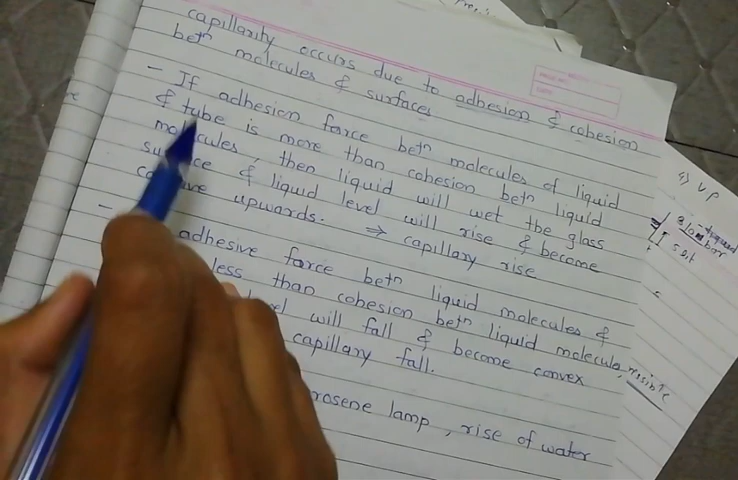 capillarity occurs due to adhesion & cohesion
betn molecules & surfaces
- If adhesion force betn molecules of liquid
& tube is more than cohesion betn liquid
molecules, then liquid will wet the glass
& liquid level will rise & become
upwards. ⇒ capillary rise
- adhesive force betn liquid molecules &
less than cohesion betn liquid molecule,
will fall & become convex
capillary fall.
lamp, rise of water
4) VP